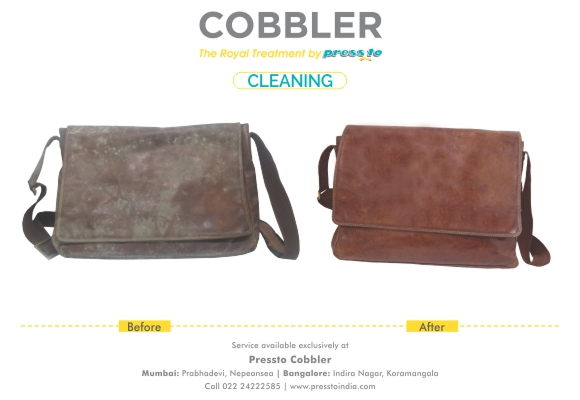 COBBLER
The Royal Treatment by pressto
CLEANING
Before
After
Service available exclusively at
Pressto Cobbler
Mumbai: Prabhadevi, Nepeansea | Bangalore: Indira Nagar, Koramangala
Call 022 24222585 | www.presstoindia.com